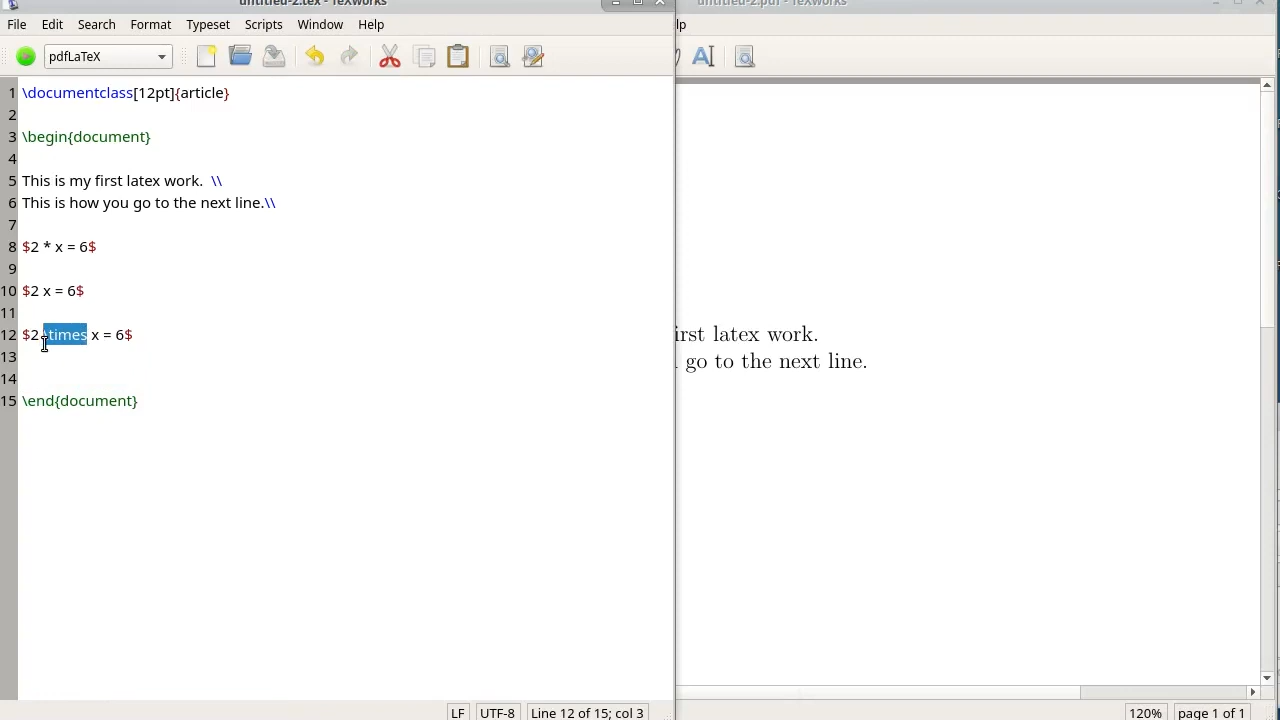 untitled-2.tex - TeXworks
File Edit Search Format Typeset Scripts Window Help
pdfLaTeX
1 \documentclass[12pt]{article}
2
3 \begin{document}
4
5 This is my first latex work. \\
6 This is how you go to the next line.\\
7
8 $2 * x = 6$
9
10 $2 x = 6$
11
12 $2 \times x = 6$
13
14
15 \end{document}
LF UTF-8 Line 12 of 15; col 3
untitled-2.pdf - TeXworks
lp
irst latex work.
go to the next line.
120% page 1 of 1